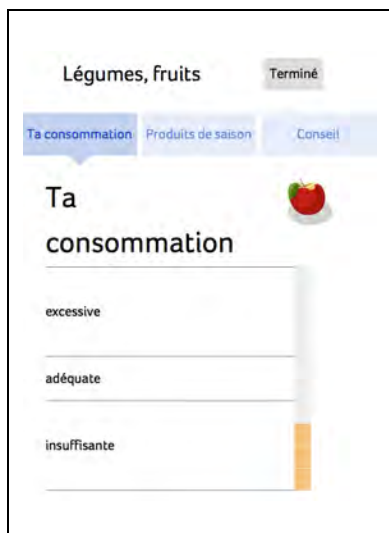 Légumes, fruits
Terminé
Ta consommation
Produits de saison
Conseil
Ta
consommation
excessive
adéquate
insuffisante